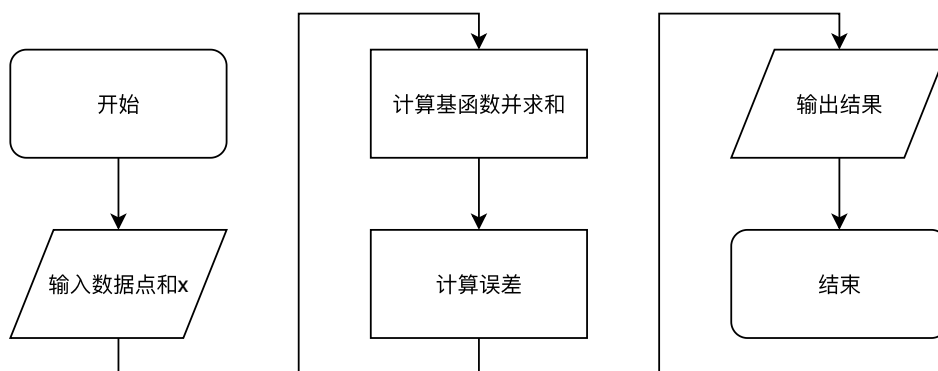 开始
输入数据点和x
计算基函数并求和
计算误差
输出结果
结束